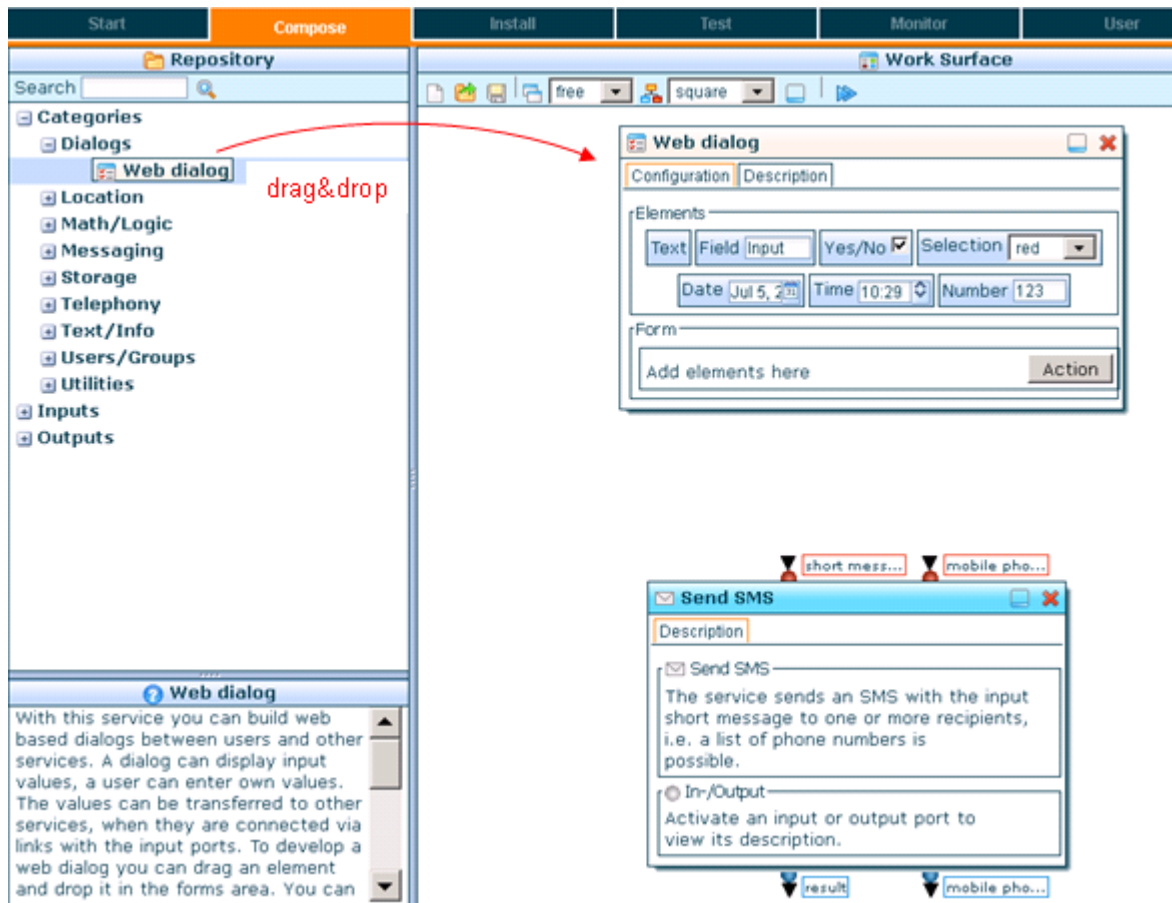 Start Compose Install Test Monitor User
Repository
Search
Categories
Dialogs
Web dialog
Location
Math/Logic
Messaging
Storage
Telephony
Text/Info
Users/Groups
Utilities
Inputs
Outputs
drag&drop
Web dialog
With this service you can build web
based dialogs between users and other
services. A dialog can display input
values, a user can enter own values.
The values can be transferred to other
services, when they are connected via
links with the input ports. To develop a
web dialog you can drag an element
and drop it in the forms area. You can
Work Surface
free square
Web dialog
Configuration Description
Elements
Text Field Input Yes/No Selection red
Date Jul 5, 2 31 Time 10:29 Number 123
Form
Add elements here Action
short mess... mobile pho...
Send SMS
Description
Send SMS
The service sends an SMS with the input
short message to one or more recipients,
i.e. a list of phone numbers is
possible.
In-/Output
Activate an input or output port to
view its description.
result mobile pho...